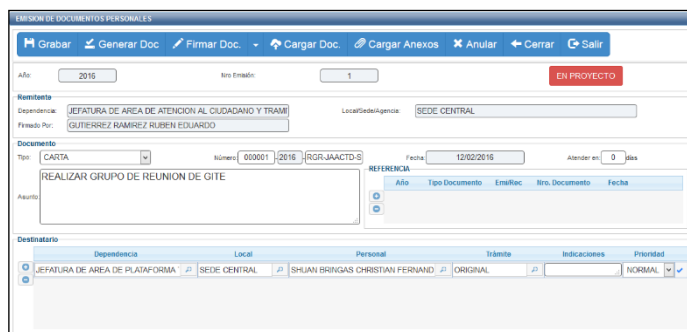 EMISION DE DOCUMENTOS PERSONALES
Grabar Generar Doc Firmar Doc. Cargar Doc. Cargar Anexos Anular Cerrar Salir
Año: 2016 Nro Emisión: 1 EN PROYECTO
Remitente
Dependencia: JEFATURA DE AREA DE ATENCION AL CIUDADANO Y TRAMI Local/Sede/Agencia: SEDE CENTRAL
Firmado Por: GUTIERREZ RAMIREZ RUBEN EDUARDO
Documento
Tipo: CARTA Número: 000001 - 2016 - RGR-JAACTD-S Fecha: 12/02/2016 Atender en: 0 días
REFERENCIA
Año Tipo Documento Emi/Rec Nro. Documento Fecha
Asunto: REALIZAR GRUPO DE REUNION DE GITE
Destinatario
Dependencia Local Personal Trámite Indicaciones Prioridad
JEFATURA DE AREA DE PLATAFORMA SEDE CENTRAL SHUAN BRINGAS CHRISTIAN FERNAND ORIGINAL NORMAL